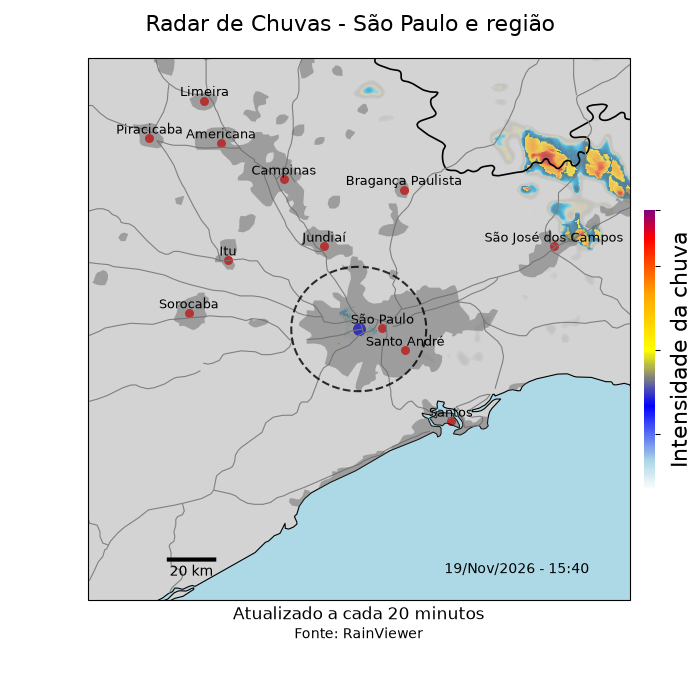 Radar de Chuvas - São Paulo e região
Limeira
Piracicaba
Americana
Campinas
Bragança Paulista
Jundiaí
São José dos Campos
Itu
Sorocaba
São Paulo
Santo André
Santos
Intensidade da chuva
20 km
19/Nov/2026 - 15:40
Atualizado a cada 20 minutos
Fonte: RainViewer